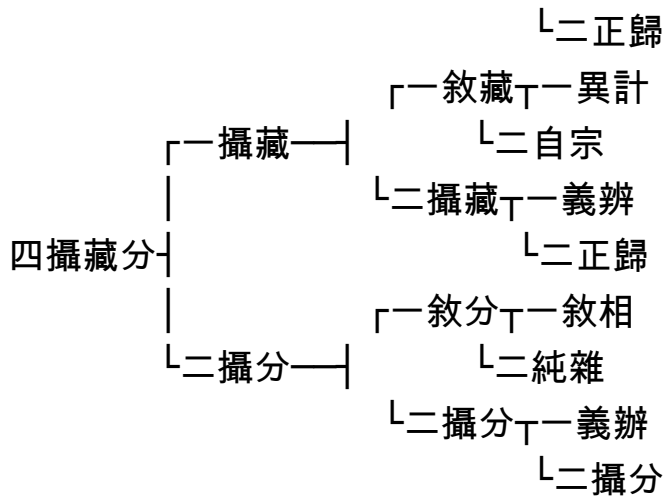 └二正歸
┌一敘藏┬一異計
┌一攝藏──┤ └二自宗
│ └二攝藏┬一義辨
四攝藏分┤ └二正歸
│ ┌一敘分┬一敘相
└二攝分──┤ └二純雜
└二攝分┬一義辦
└二攝分